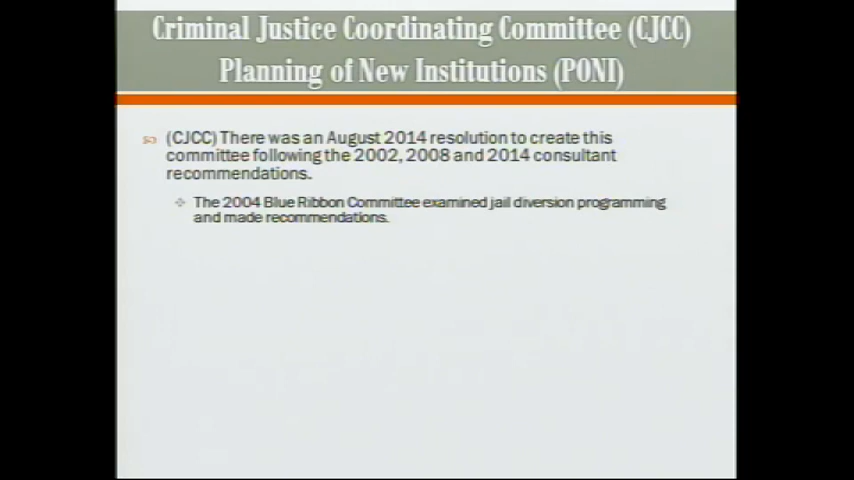 Criminal Justice Coordinating Committee (CJCC)
Planning of New Institutions (PONI)
(CJCC) There was an August 2014 resolution to create this
committee following the 2002, 2008 and 2014 consultant
recommendations.
The 2004 Blue Ribbon Committee examined jail diversion programming
and made recommendations.